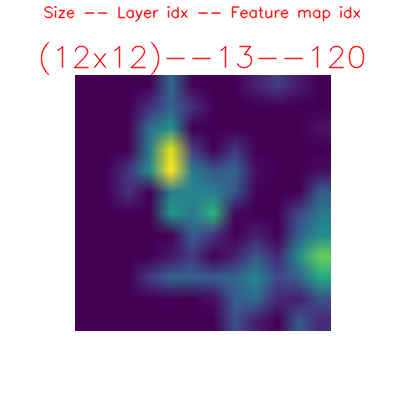 Size -- Layer idx -- Feature map idx
(12x12)--13--120